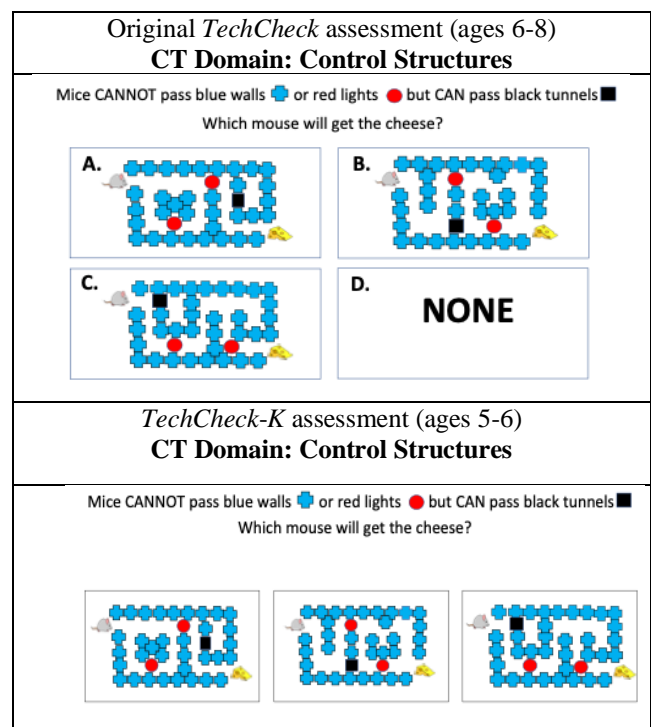 Original TechCheck assessment (ages 6-8)
CT Domain: Control Structures
Mice CANNOT pass blue walls or red lights but CAN pass black tunnels
Which mouse will get the cheese?
A.
B.
C.
D.
NONE
TechCheck-K assessment (ages 5-6)
CT Domain: Control Structures
Mice CANNOT pass blue walls or red lights but CAN pass black tunnels
Which mouse will get the cheese?